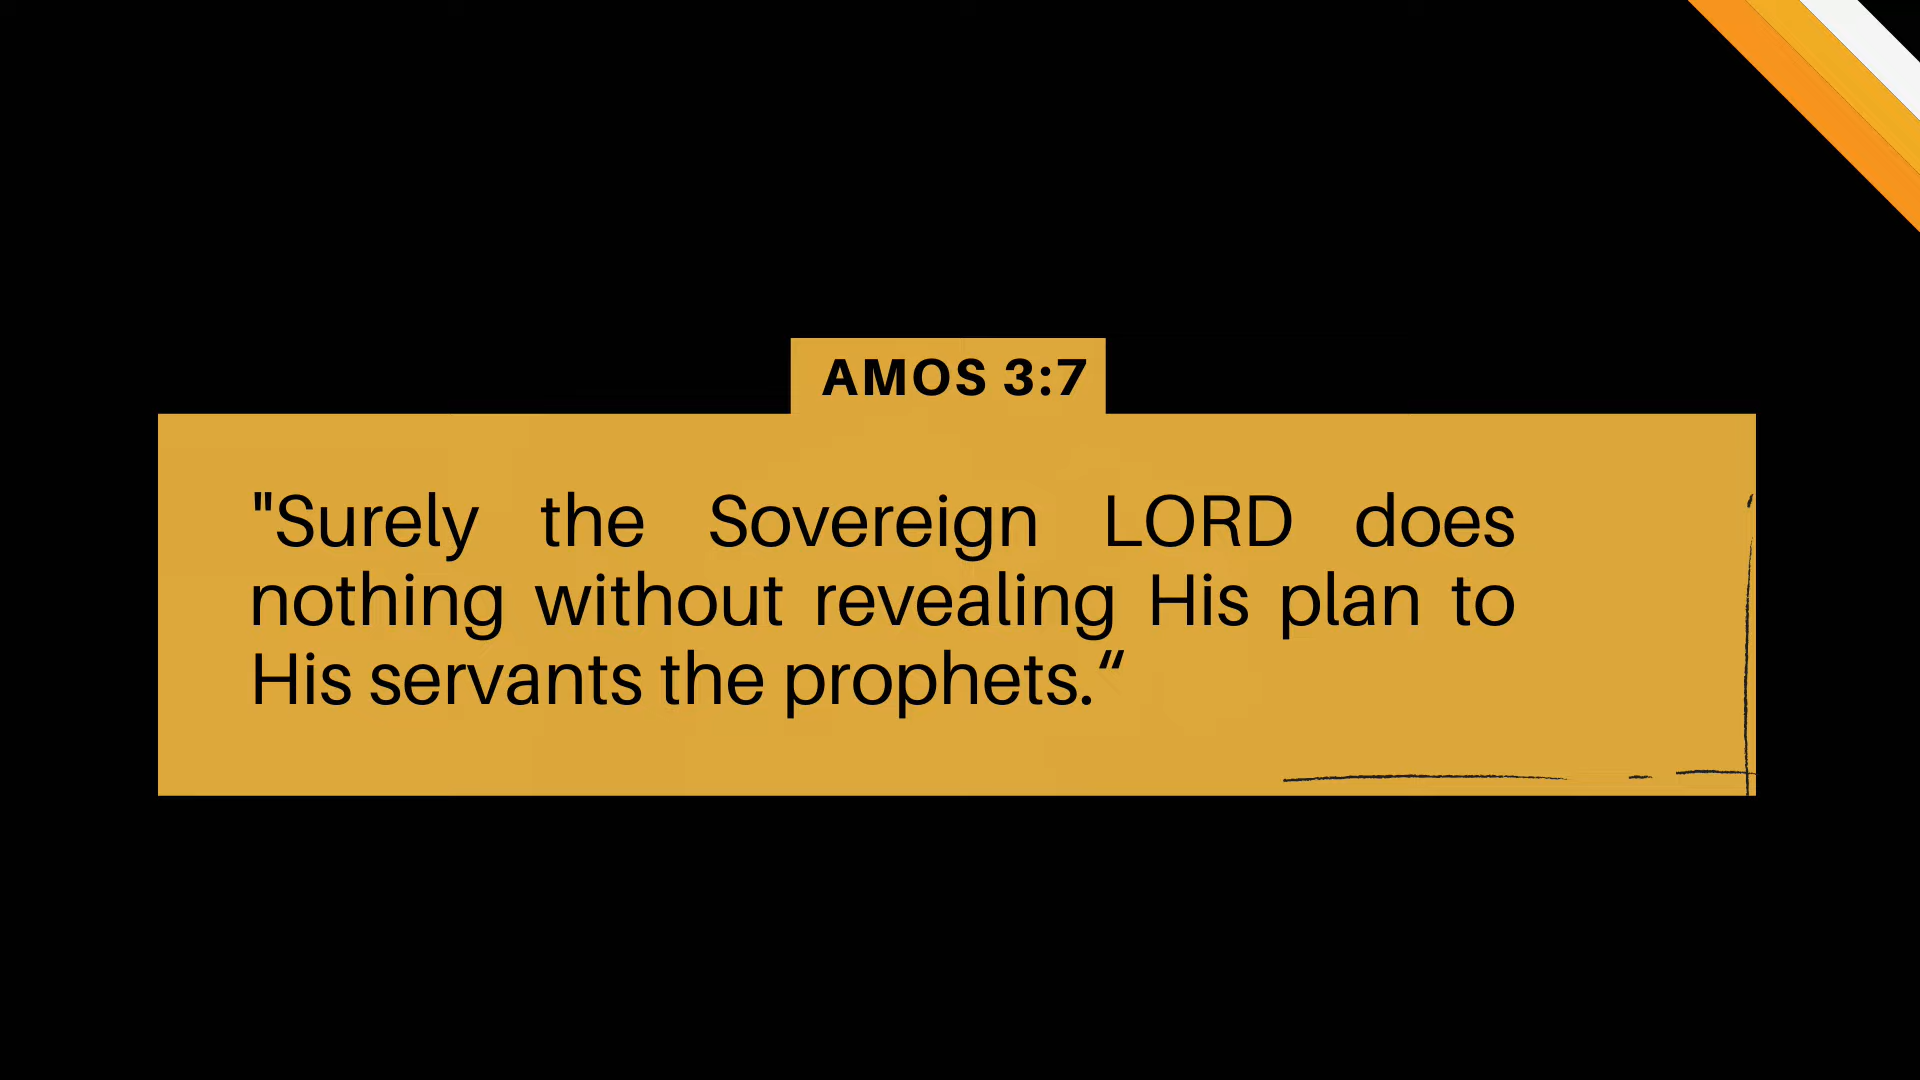 AMOS 3:7
"Surely the Sovereign LORD does
nothing without revealing His plan to
His servants the prophets.“